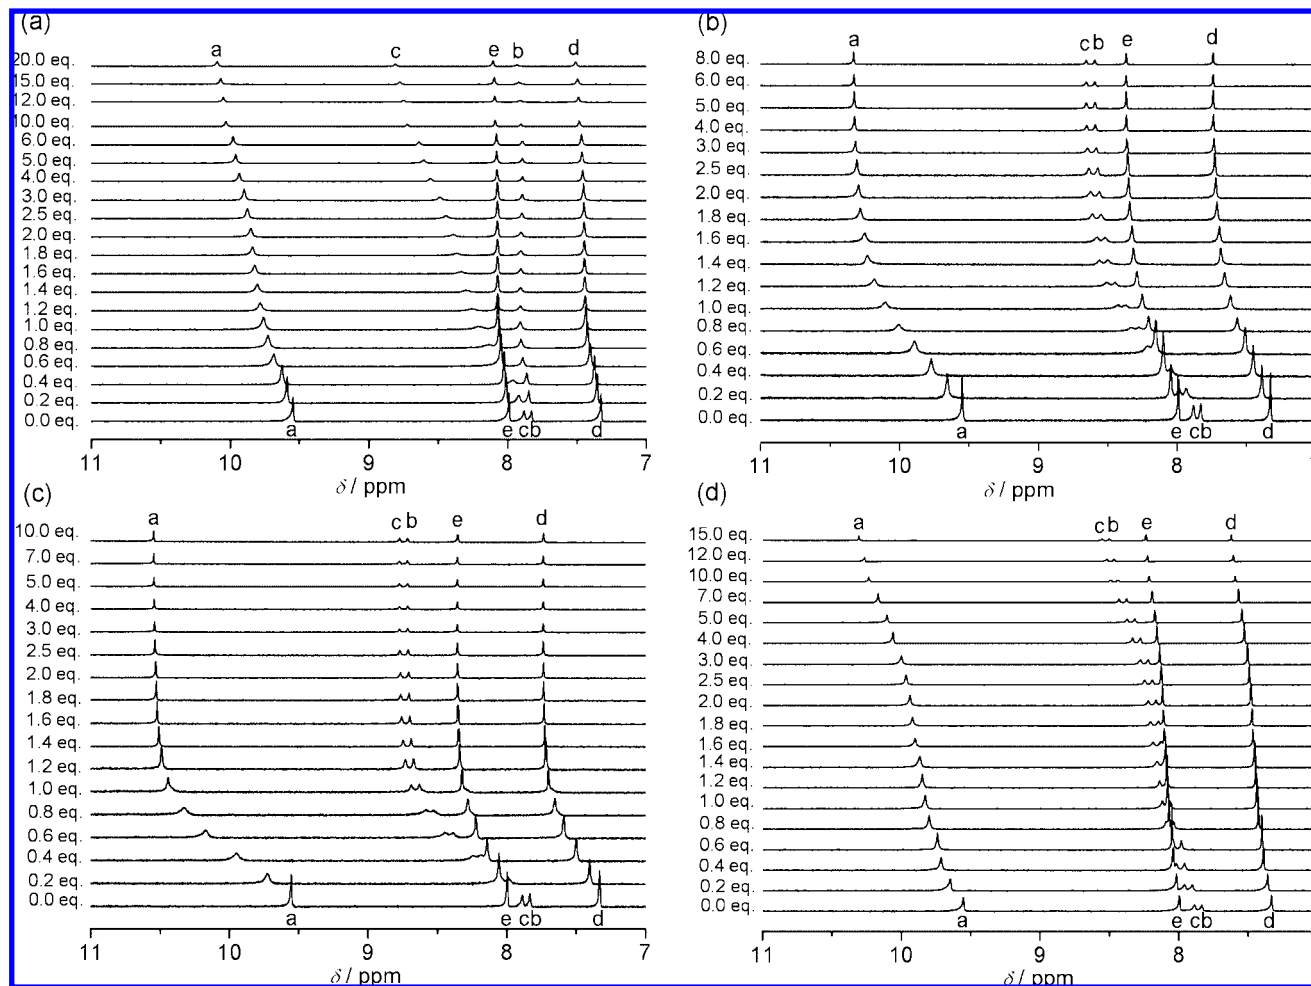 (a)
a c e b d
20.0 eq.
15.0 eq.
12.0 eq.
10.0 eq.
6.0 eq.
5.0 eq.
4.0 eq.
3.0 eq.
2.5 eq.
2.0 eq.
1.8 eq.
1.6 eq.
1.4 eq.
1.2 eq.
1.0 eq.
0.8 eq.
0.6 eq.
0.4 eq.
0.2 eq.
0.0 eq.
a e cb d
11 10 9 8 7
δ / ppm
(b)
a c b e d
8.0 eq.
6.0 eq.
5.0 eq.
4.0 eq.
3.0 eq.
2.5 eq.
2.0 eq.
1.8 eq.
1.6 eq.
1.4 eq.
1.2 eq.
1.0 eq.
0.8 eq.
0.6 eq.
0.4 eq.
0.2 eq.
0.0 eq.
a e cb d
11 10 9 8
δ / ppm
(c)
a c b e d
10.0 eq.
7.0 eq.
5.0 eq.
4.0 eq.
3.0 eq.
2.5 eq.
2.0 eq.
1.8 eq.
1.6 eq.
1.4 eq.
1.2 eq.
1.0 eq.
0.8 eq.
0.6 eq.
0.4 eq.
0.2 eq.
0.0 eq.
a e cb d
11 10 9 8 7
δ / ppm
(d)
a c b e d
15.0 eq.
12.0 eq.
10.0 eq.
7.0 eq.
5.0 eq.
4.0 eq.
3.0 eq.
2.5 eq.
2.0 eq.
1.8 eq.
1.6 eq.
1.4 eq.
1.2 eq.
1.0 eq.
0.8 eq.
0.6 eq.
0.4 eq.
0.2 eq.
0.0 eq.
a e cb d
11 10 9 8
δ / ppm